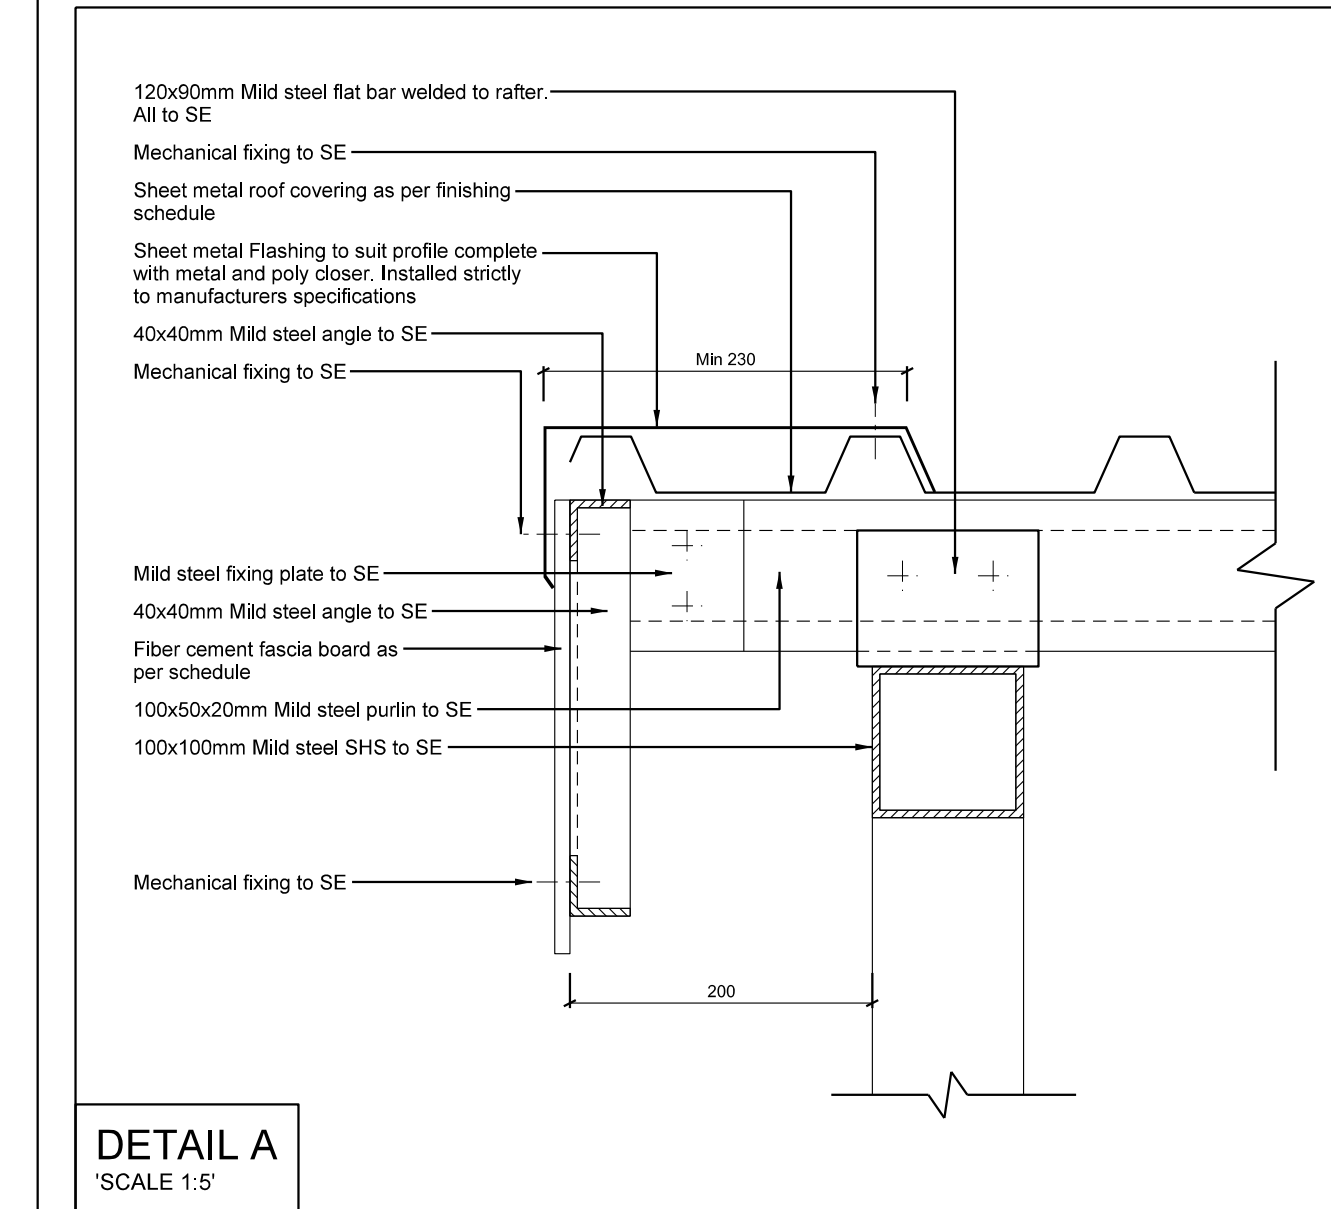 120x90mm Mild steel flat bar welded to rafter.
All to SE
Mechanical fixing to SE
Sheet metal roof covering as per finishing
schedule
Sheet metal Flashing to suit profile complete
with metal and poly closer. Installed strictly
to manufacturers specifications
40x40mm Mild steel angle to SE
Mechanical fixing to SE
Min 230
Mild steel fixing plate to SE
40x40mm Mild steel angle to SE
Fiber cement fascia board as
per schedule
100x50x20mm Mild steel purlin to SE
100x100mm Mild steel SHS to SE
Mechanical fixing to SE
200
DETAIL A
'SCALE 1:5'